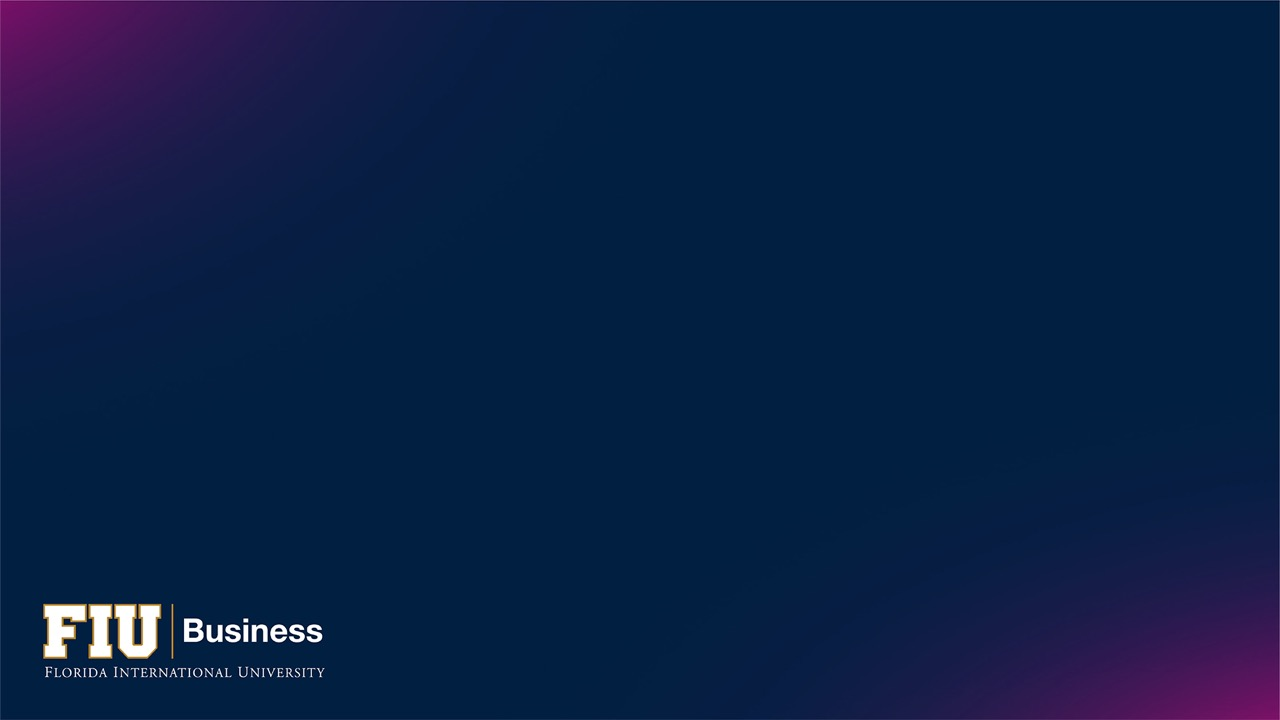 FIU Business
FLORIDA INTERNATIONAL UNIVERSITY